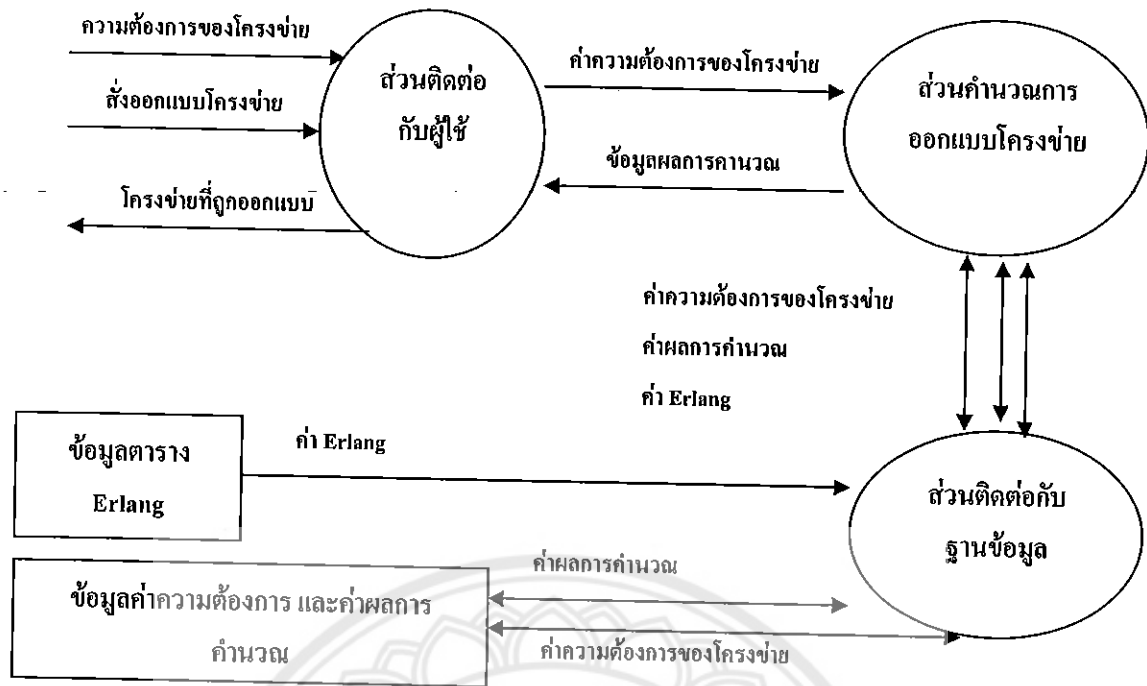 ความต้องการของโครงข่าย
สั่งออกแบบโครงข่าย
โครงข่ายที่ถูกออกแบบ
ส่วนติดต่อ
กับผู้ใช้
ค่าความต้องการของโครงข่าย
ข้อมูลผลการคานวณ
ส่วนคำนวณการ
ออกแบบโครงข่าย
ค่าความต้องการของโครงข่าย
ค่าผลการคำนวณ
ค่า Erlang
ข้อมูลตาราง
Erlang
ค่า Erlang
ส่วนติดต่อกับ
ฐานข้อมูล
ข้อมูลค่าความต้องการ และค่าผลการ
คำนวณ
ค่าผลการคำนวณ
ค่าความต้องการของโครงข่าย